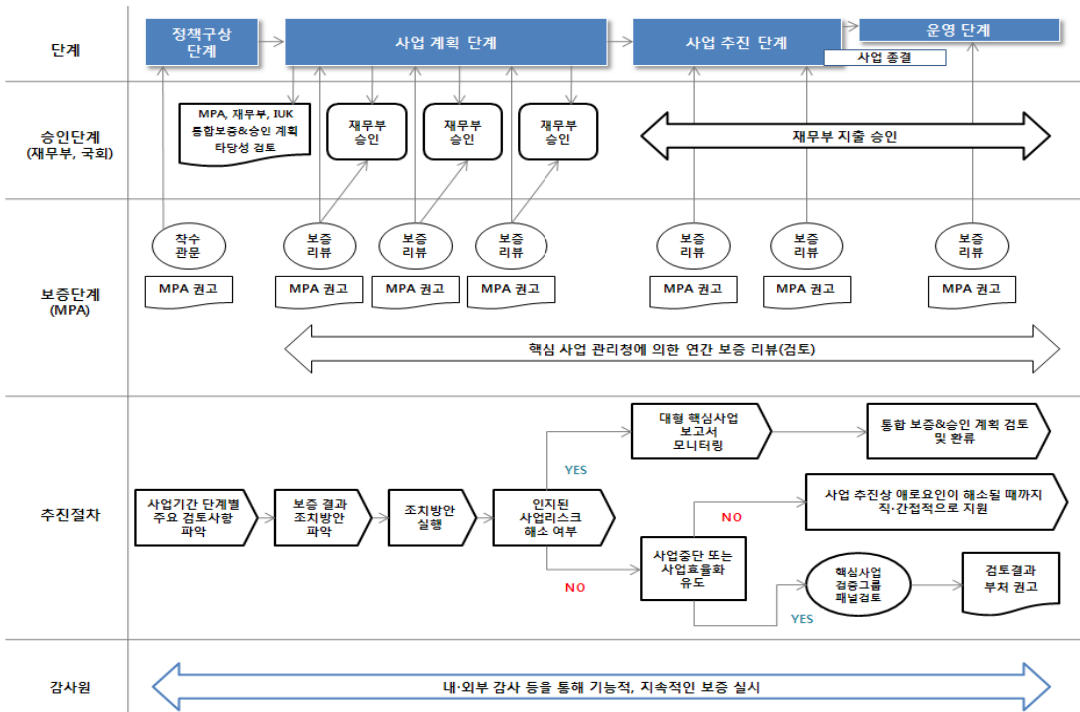 단계
정책구상
단계
사업 계획 단계
사업 추진 단계
운영 단계
사업 종결
승인단계
(재무부, 국회)
MPA, 재무부, IUK
통합보증&승인 계획
타당성 검토
재무부
승인
재무부
승인
재무부
승인
재무부 지출 승인
보증단계
(MPA)
착수
관문
보증
리뷰
보증
리뷰
보증
리뷰
보증
리뷰
보증
리뷰
보증
리뷰
MPA 권고
MPA 권고
MPA 권고
MPA 권고
MPA 권고
MPA 권고
MPA 권고
핵심 사업 관리청에 의한 연간 보증 리뷰(검토)
추진절차
사업기간 단계별
주요 검토사항
파악
보증 결과
조치방안
파악
조치방안
실행
인지된
사업리스크
해소 여부
YES
대형 핵심사업
보고서
모니터링
통합 보증&승인 계획 검토
및 환류
NO
사업중단 또는
사업효율화
유도
NO
사업 추진상 애로요인이 해소될 때까지
직·간접적으로 지원
YES
핵심사업
검증그룹
패널검토
검토결과
부처 권고
감사원
내·외부 감사 등을 통해 기능적, 지속적인 보증 실시